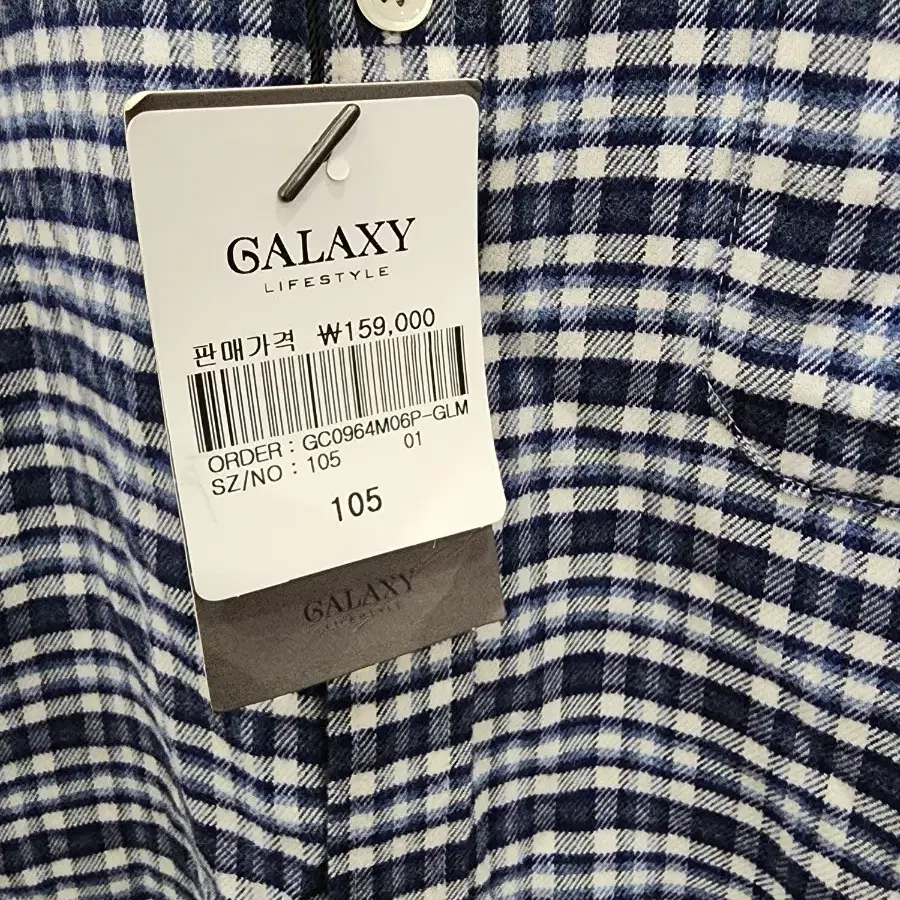 GALAXY
LIFESTYLE
판매가격 ₩159,000
ORDER : GC0964M06P-GLM
SZ/NO : 105 01
105
GALAXY
LIFESTYLE